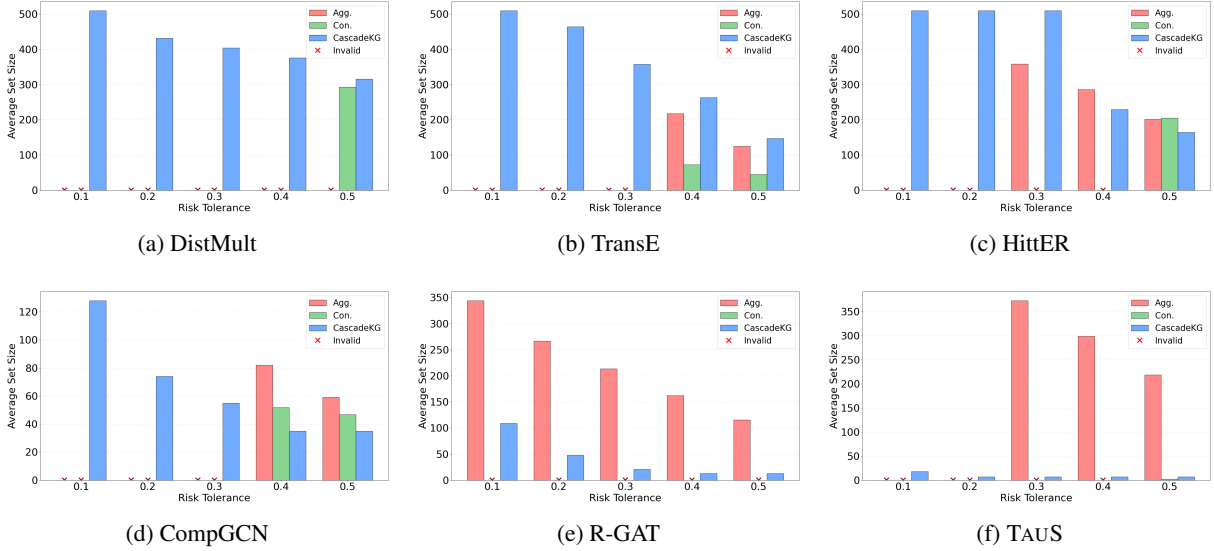 500
400
300
200
100
0
Average Set Size
0.1 0.2 0.3 0.4 0.5
Risk Tolerance
Agg.
Con.
CascadeKG
Invalid
(a) DistMult
500
400
300
200
100
0
Average Set Size
0.1 0.2 0.3 0.4 0.5
Risk Tolerance
Agg.
Con.
CascadeKG
Invalid
(b) TransE
500
400
300
200
100
0
Average Set Size
0.1 0.2 0.3 0.4 0.5
Risk Tolerance
Agg.
Con.
CascadeKG
Invalid
(c) HittER
120
100
80
60
40
20
0
Average Set Size
0.1 0.2 0.3 0.4 0.5
Risk Tolerance
Agg.
Con.
CascadeKG
Invalid
(d) CompGCN
350
300
250
200
150
100
50
0
Average Set Size
0.1 0.2 0.3 0.4 0.5
Risk Tolerance
Agg.
Con.
CascadeKG
Invalid
(e) R-GAT
350
300
250
200
150
100
50
0
Average Set Size
0.1 0.2 0.3 0.4 0.5
Risk Tolerance
Agg.
Con.
CascadeKG
Invalid
(f) TAUS